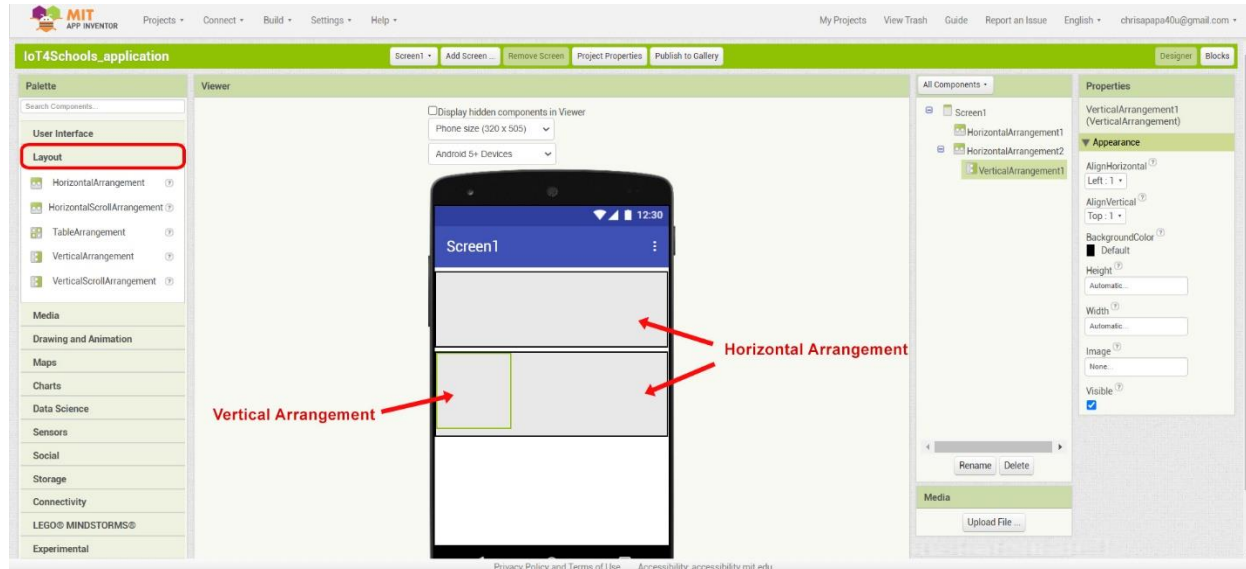 MIT
APP INVENTOR
Projects Connect Build Settings Help My Projects View Trash Guide Report an Issue English chrisapapa40u@gmail.com
IoT4Schools_application Screen1 Add Screen ... Remove Screen Project Properties Publish to Gallery Designer Blocks
Palette
Search Components...
User Interface
Layout
HorizontalArrangement ?
HorizontalScrollArrangement ?
TableArrangement ?
VerticalArrangement ?
VerticalScrollArrangement ?
Media
Drawing and Animation
Maps
Charts
Data Science
Sensors
Social
Storage
Connectivity
LEGO® MINDSTORMS®
Experimental
Viewer
Display hidden components in Viewer
Phone size (320 x 505)
Android 5+ Devices
12:30
Screen1
Horizontal Arrangement
Vertical Arrangement
All Components
Screen1
HorizontalArrangement1
HorizontalArrangement2
VerticalArrangement1
Rename Delete
Media
Upload File ...
Properties
VerticalArrangement1
(VerticalArrangement)
Appearance
AlignHorizontal ?
Left : 1
AlignVertical ?
Top : 1
BackgroundColor ?
Default
Height ?
Automatic...
Width ?
Automatic...
Image ?
None...
Visible ?
Privacy Policy and Terms of Use Accessibility: accessibility.mit.edu